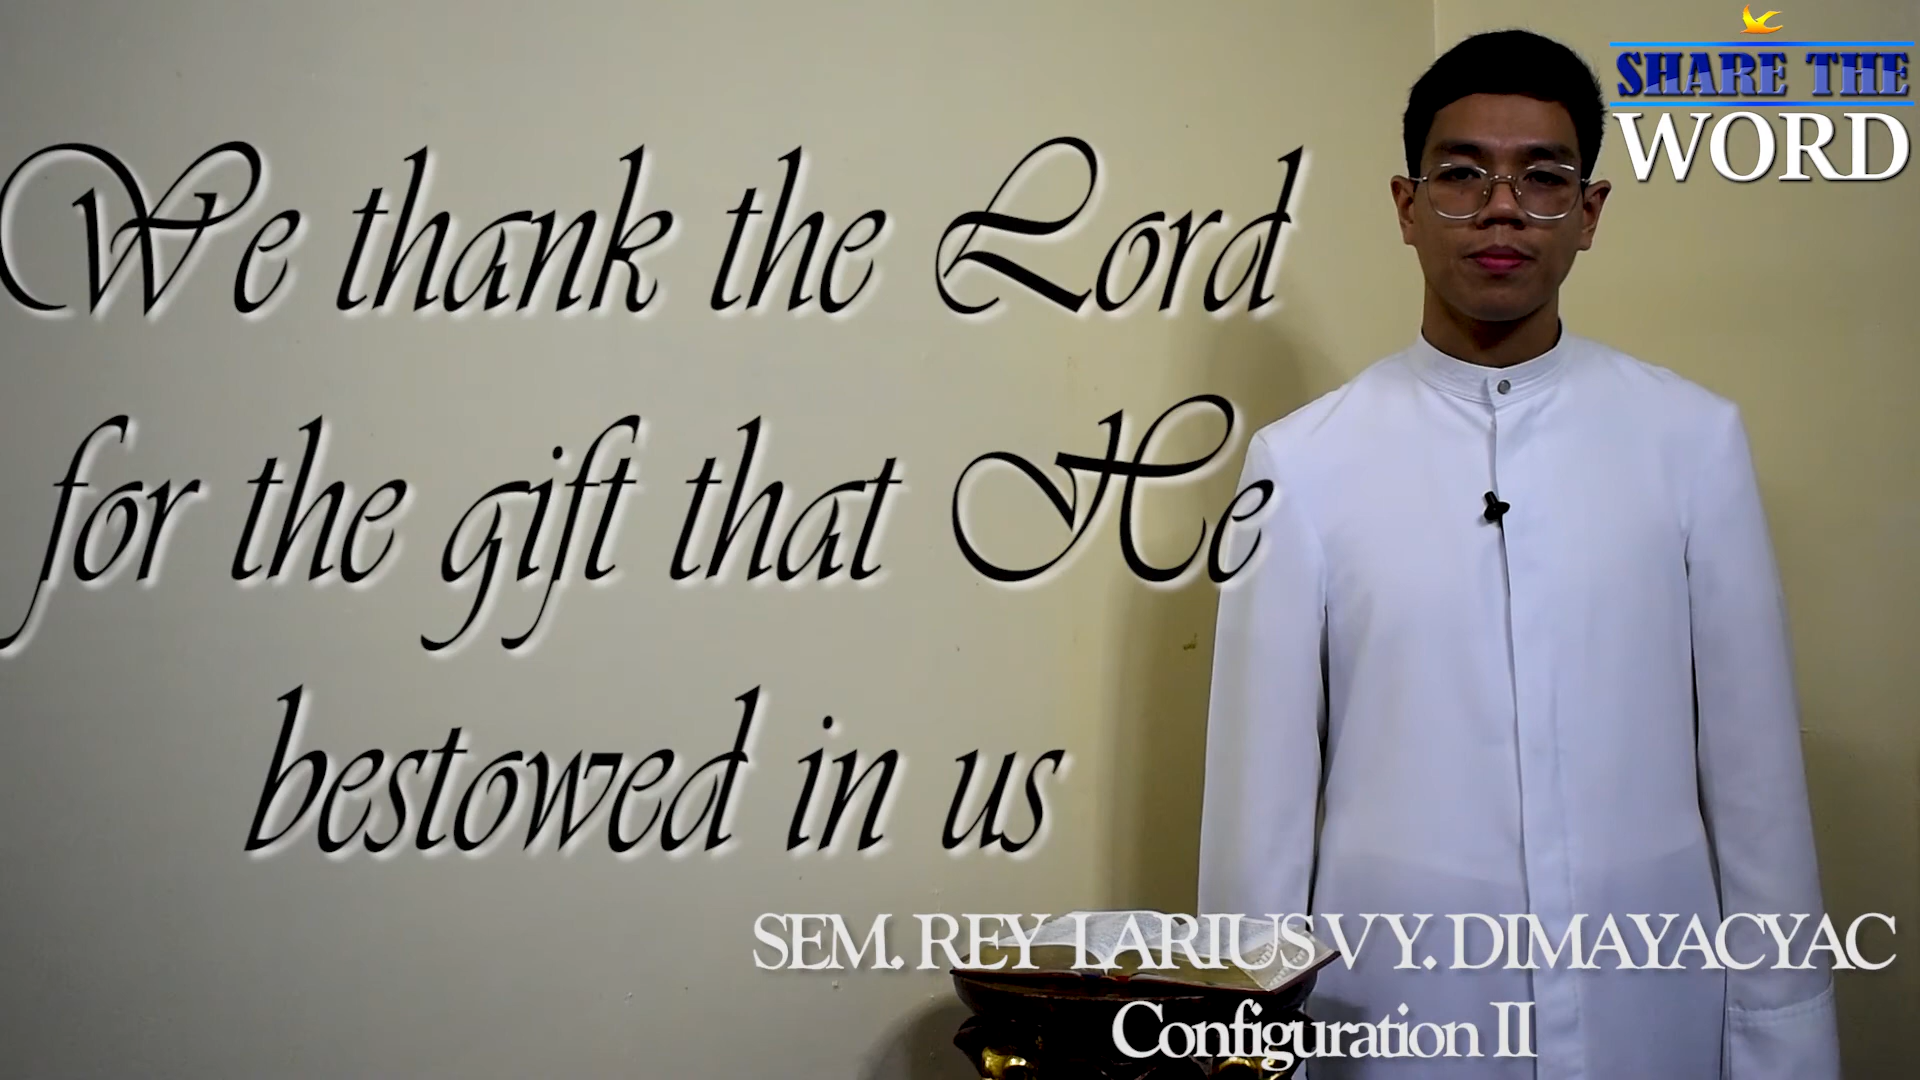 SHARE THE
WORD
We thank the Lord
for the gift that He
bestowed in us
SEM. REY LARIUS VY. DIMAYACYAC
Configuration II